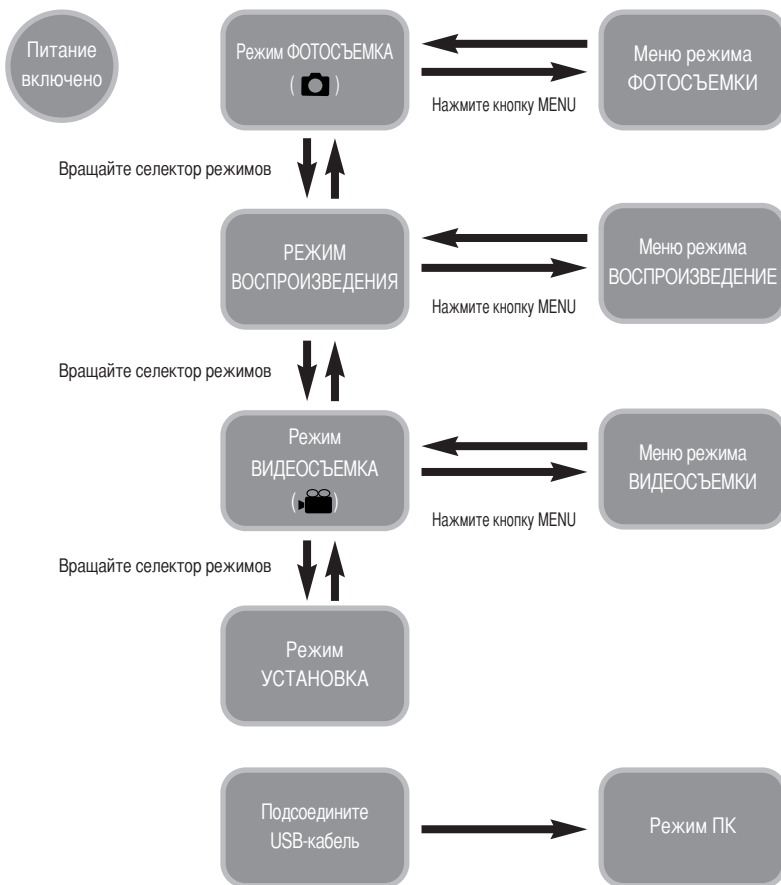 Питание
включено
Режим ФОТОСЪЕМКА
( )
Меню режима
ФОТОСЪЕМКИ
Нажмите кнопку MENU
Вращайте селектор режимов
РЕЖИМ
ВОСПРОИЗВЕДЕНИЯ
Меню режима
ВОСПРОИЗВЕДЕНИЕ
Нажмите кнопку MENU
Вращайте селектор режимов
Режим
ВИДЕОСЪЕМКА
( )
Меню режима
ВИДЕОСЪЕМКИ
Нажмите кнопку MENU
Вращайте селектор режимов
Режим
УСТАНОВКА
Подсоедините
USB-кабель
Режим ПК